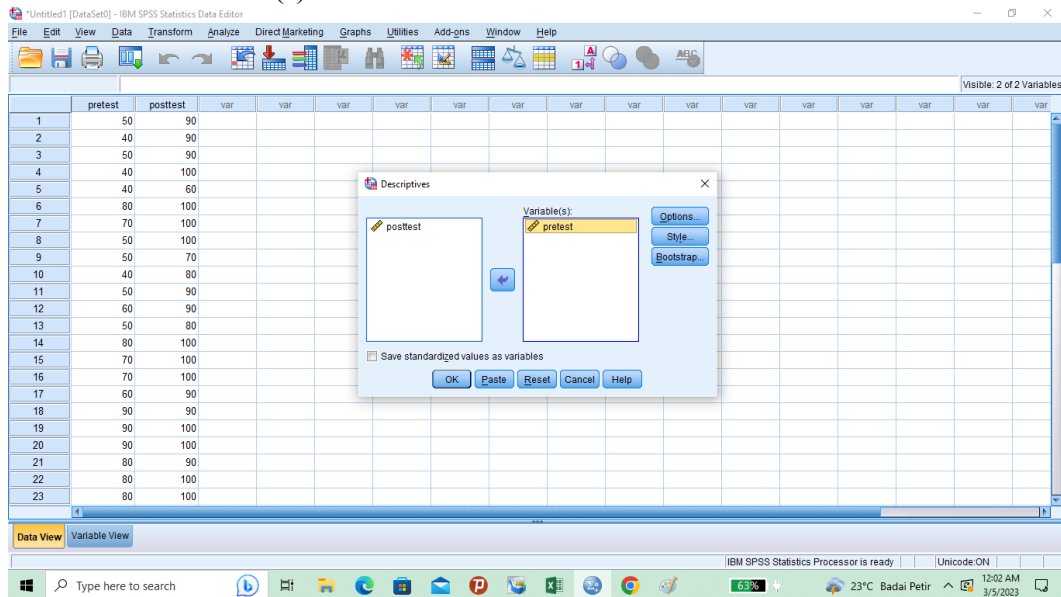 *Untitled1 [DataSet0] - IBM SPSS Statistics Data Editor
File Edit View Data Transform Analyze Direct Marketing Graphs Utilities Add-ons Window Help
Visible: 2 of 2 Variables
pretest posttest var var var var var var var var var var var var var var var
1 50 90
2 40 90
3 50 90
4 40 100
5 40 60
6 80 100
7 70 100
8 50 100
9 50 70
10 40 80
11 50 90
12 60 90
13 50 80
14 80 100
15 70 100
16 70 100
17 60 90
18 90 90
19 90 100
20 90 100
21 80 90
22 80 100
23 80 100
Descriptives
Variable(s):
posttest
pretest
Options...
Style...
Bootstrap...
Save standardized values as variables
OK Paste Reset Cancel Help
Data View Variable View
IBM SPSS Statistics Processor is ready Unicode:ON
Type here to search
63%
23°C Badai Petir
12:02 AM
3/5/2023